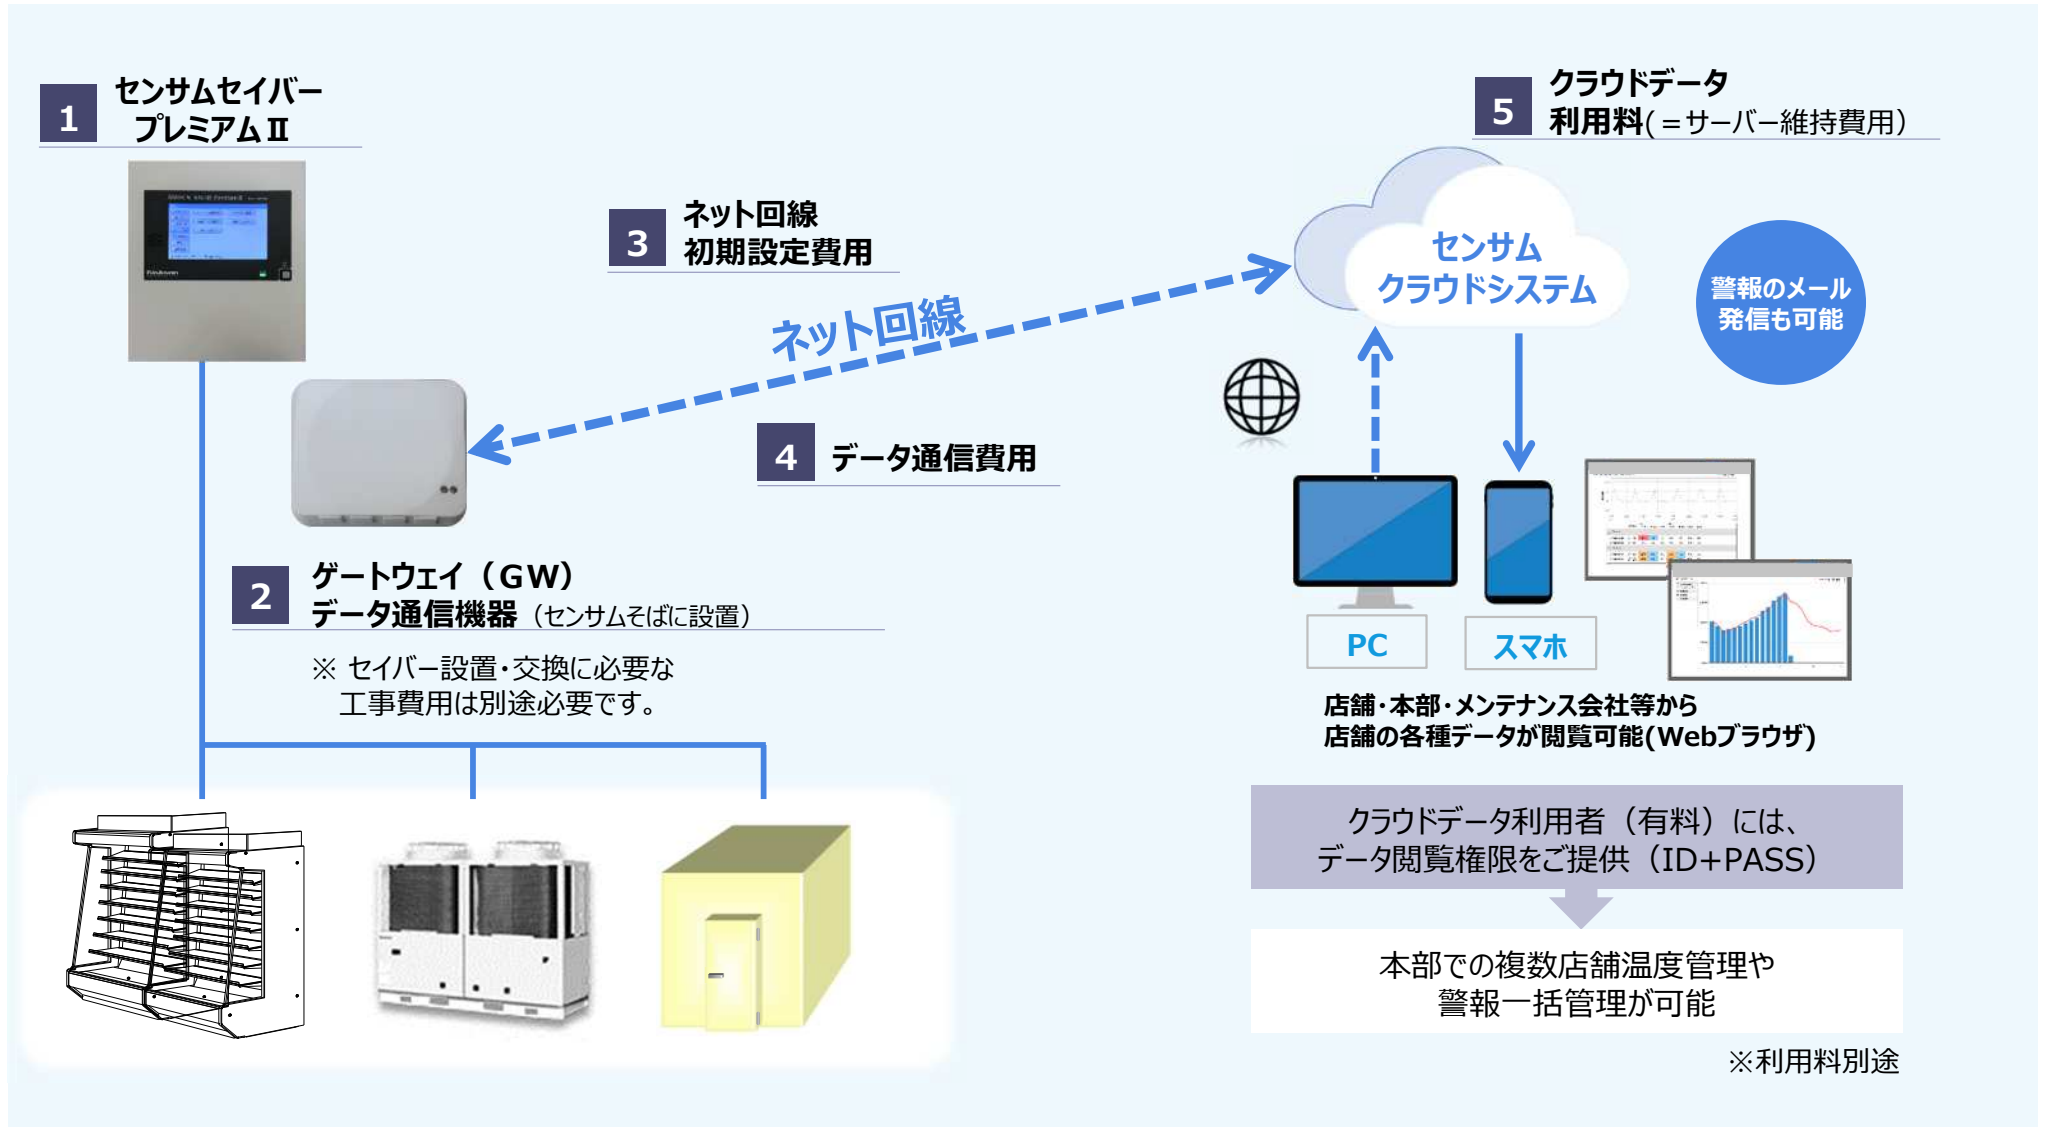 1
センサムセイバー
プレミアムⅡ
3
ネット回線
初期設定費用
5
クラウドデータ
利用料(=サーバー維持費用)
センサム
クラウドシステム
警報のメール
発信も可能
ネット回線
4
データ通信費用
2
ゲートウェイ（GW）
データ通信機器（センサムそばに設置）
※ セイバー設置・交換に必要な
工事費用は別途必要です。
PC
スマホ
店舗・本部・メンテナンス会社等から
店舗の各種データが閲覧可能(Webブラウザ)
クラウドデータ利用者（有料）には、
データ閲覧権限をご提供（ID+PASS）
本部での複数店舗温度管理や
警報一括管理が可能
※利用料別途